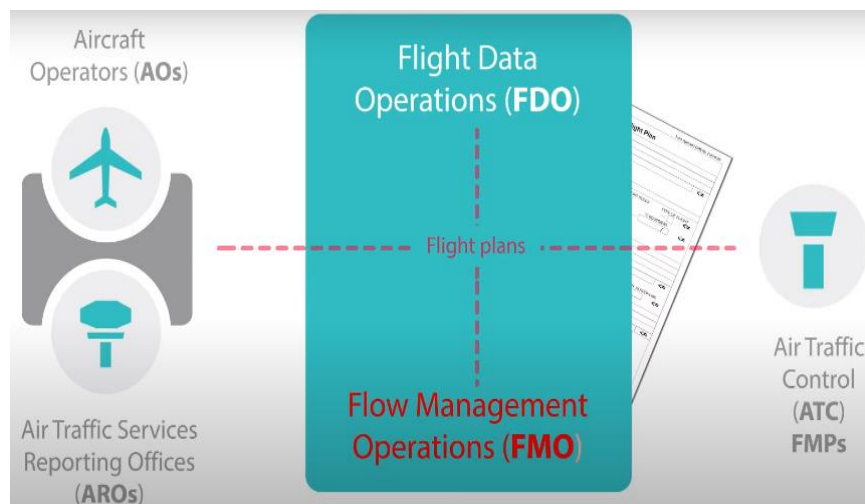 Aircraft
Operators (AOs)
Air Traffic Services
Reporting Offices
(AROs)
Flight Data
Operations (FDO)
Flight plans
Flow Management
Operations (FMO)
Flight Plan
Air Traffic
Control
(ATC)
FMPs